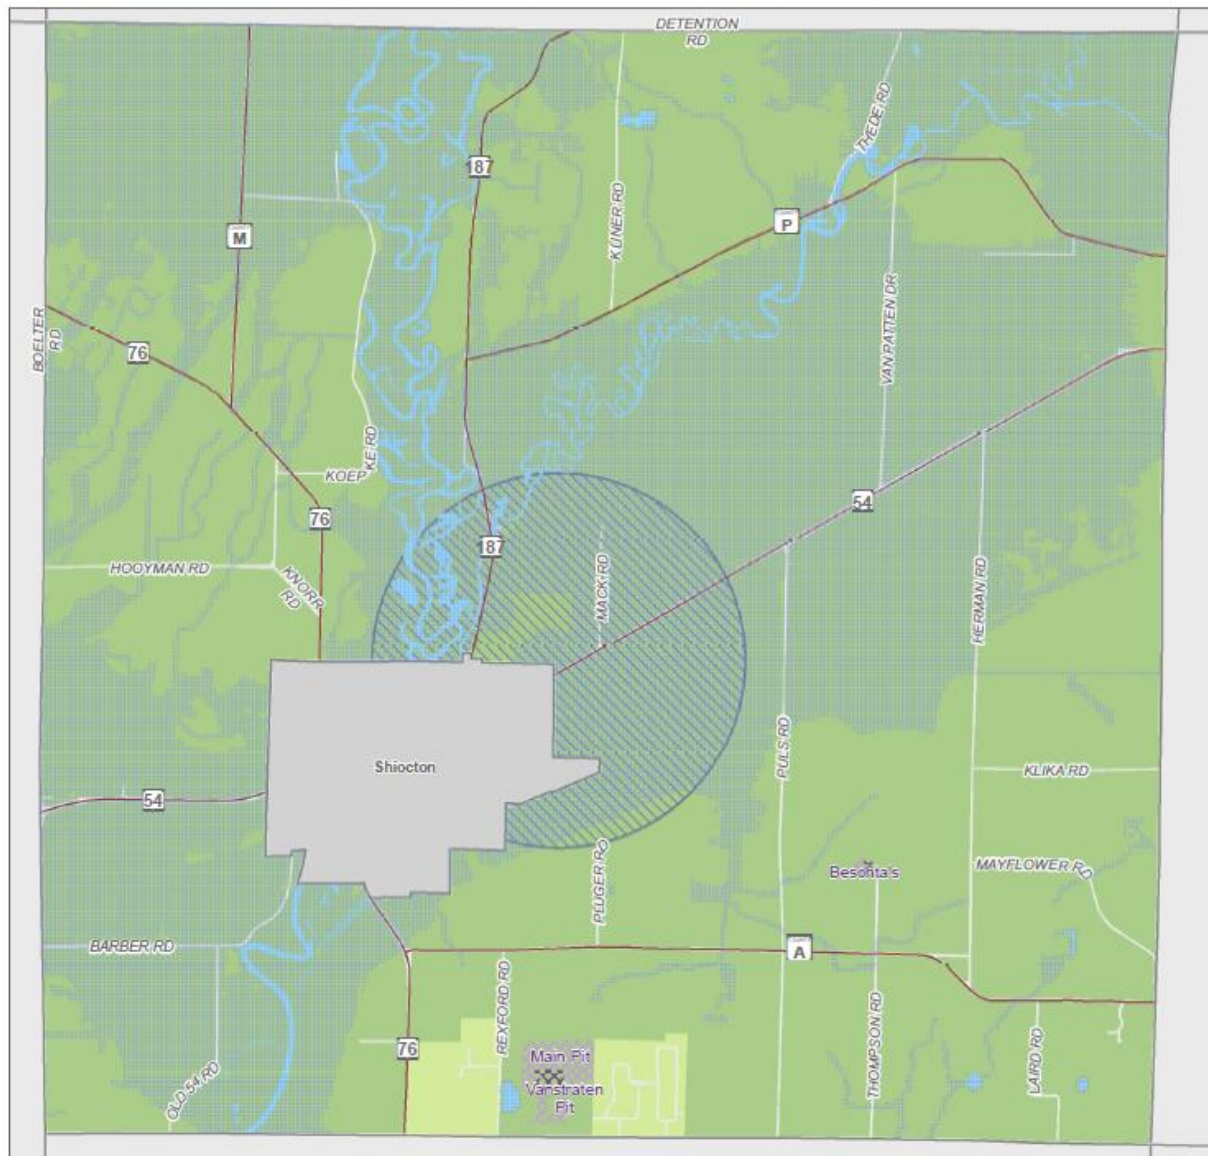 DETENTION
RD
THEDE RD
187
KUNER RD
P
M
VAN PATTEN DR
BOELTER
RD
76
KE RD
KOEP
54
76
187
HOOYMAN RD
KNORR
RD
MACK RD
HERMAN RD
PULS RD
Shiocton
KLIKA RD
54
MAYFLOWER RD
Besonta's
PLUGER RD
BARBER RD
A
REXFORD RD
THOMPSON RD
LAIRD RD
76
Main Pit
OLD 54 RD
Vanstraten
Pit